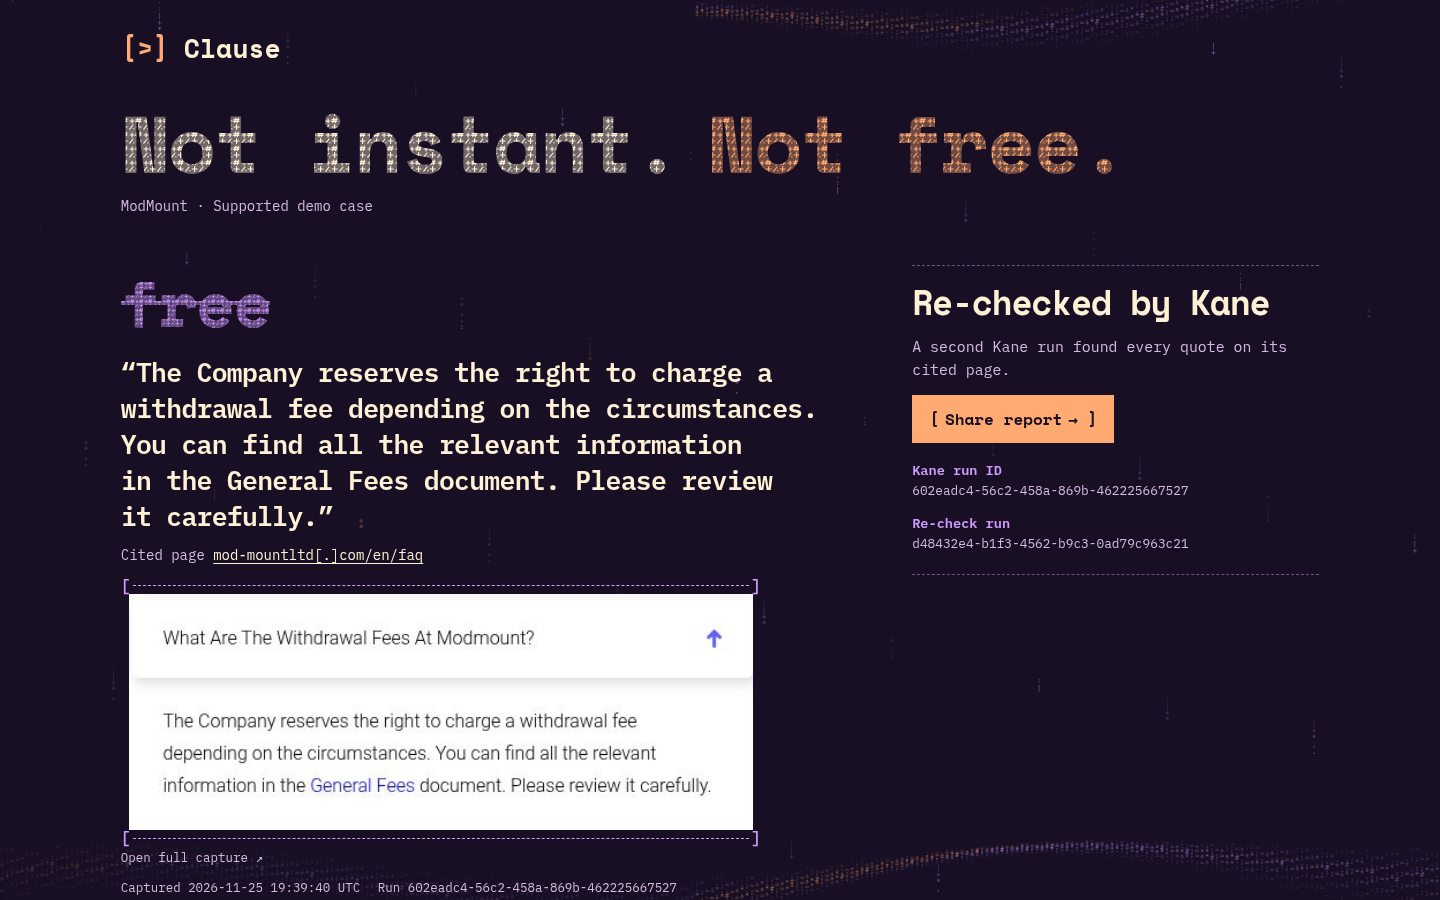 [>] Clause
Not instant. Not free.
ModMount · Supported demo case
free
“The Company reserves the right to charge a
withdrawal fee depending on the circumstances.
You can find all the relevant information
in the General Fees document. Please review
it carefully.”
Cited page mod-mountltd[.]com/en/faq
What Are The Withdrawal Fees At Modmount?
The Company reserves the right to charge a withdrawal fee
depending on the circumstances. You can find all the relevant
information in the General Fees document. Please review it carefully.
Open full capture ↗
Captured 2026-11-25 19:39:40 UTC Run 602eadc4-56c2-458a-869b-462225667527
Re-checked by Kane
A second Kane run found every quote on its
cited page.
[ Share report → ]
Kane run ID
602eadc4-56c2-458a-869b-462225667527
Re-check run
d48432e4-b1f3-4562-b9c3-0ad79c963c21